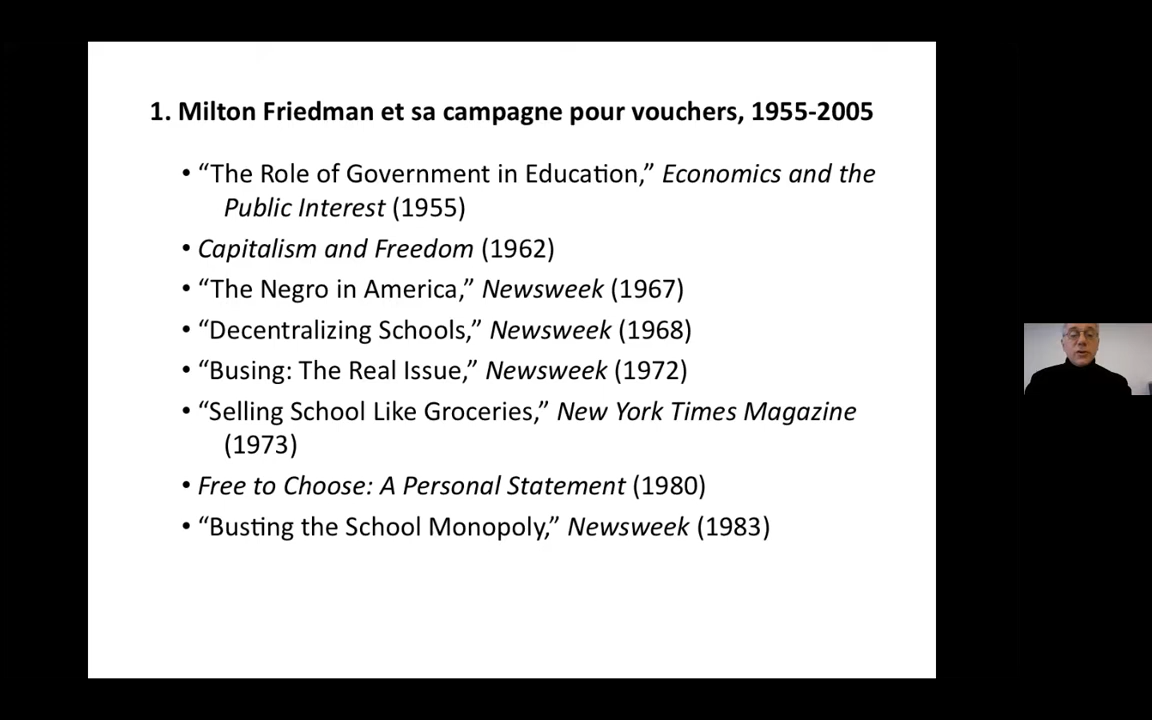 1. Milton Friedman et sa campagne pour vouchers, 1955-2005
• “The Role of Government in Education,” Economics and the
Public Interest (1955)
• Capitalism and Freedom (1962)
• “The Negro in America,” Newsweek (1967)
• “Decentralizing Schools,” Newsweek (1968)
• “Busing: The Real Issue,” Newsweek (1972)
• “Selling School Like Groceries,” New York Times Magazine
(1973)
• Free to Choose: A Personal Statement (1980)
• “Busting the School Monopoly,” Newsweek (1983)